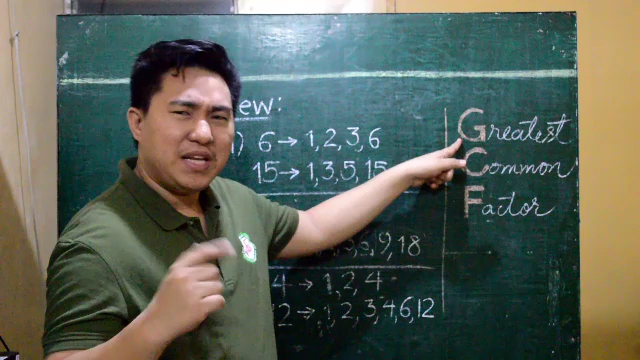 ew:
) 6→ 1, 2, 3, 6
15→ 1, 3, 5, 15
9, 18
4 → 1, 2, 4
12 → 1, 2, 3, 4, 6, 12
Greatest
Common
Factor